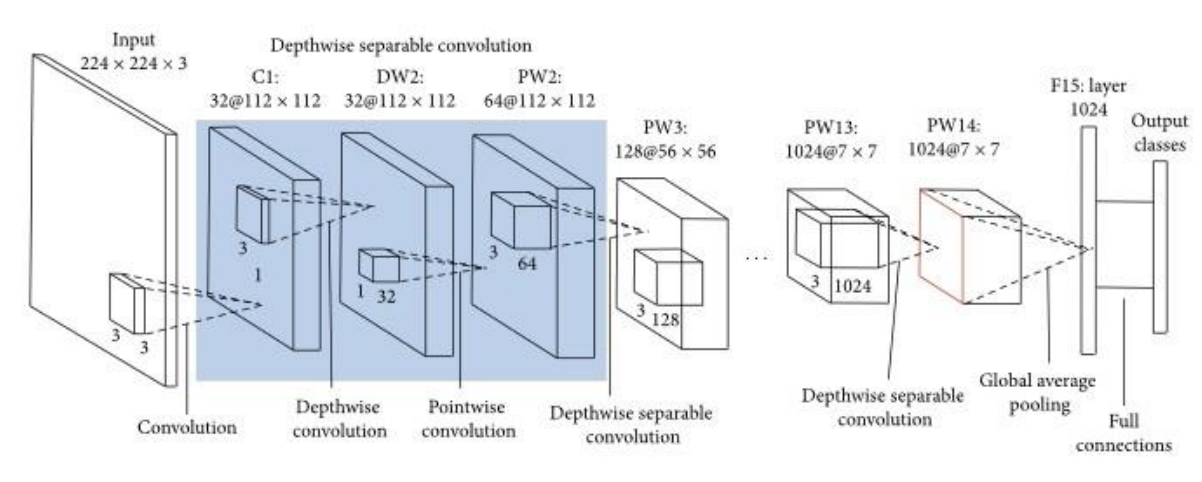 Input
224 × 224 × 3
Depthwise separable convolution
C1:
32@112 × 112
DW2:
32@112 × 112
PW2:
64@112 × 112
PW3:
128@56 × 56
PW13:
1024@7 × 7
PW14:
1024@7 × 7
F15: layer
1024
Output
classes
3
3
3
1
1
32
3
64
3
128
...
3
1024
Convolution
Depthwise
convolution
Pointwise
convolution
Depthwise separable
convolution
Depthwise separable
convolution
Global average
pooling
Full
connections